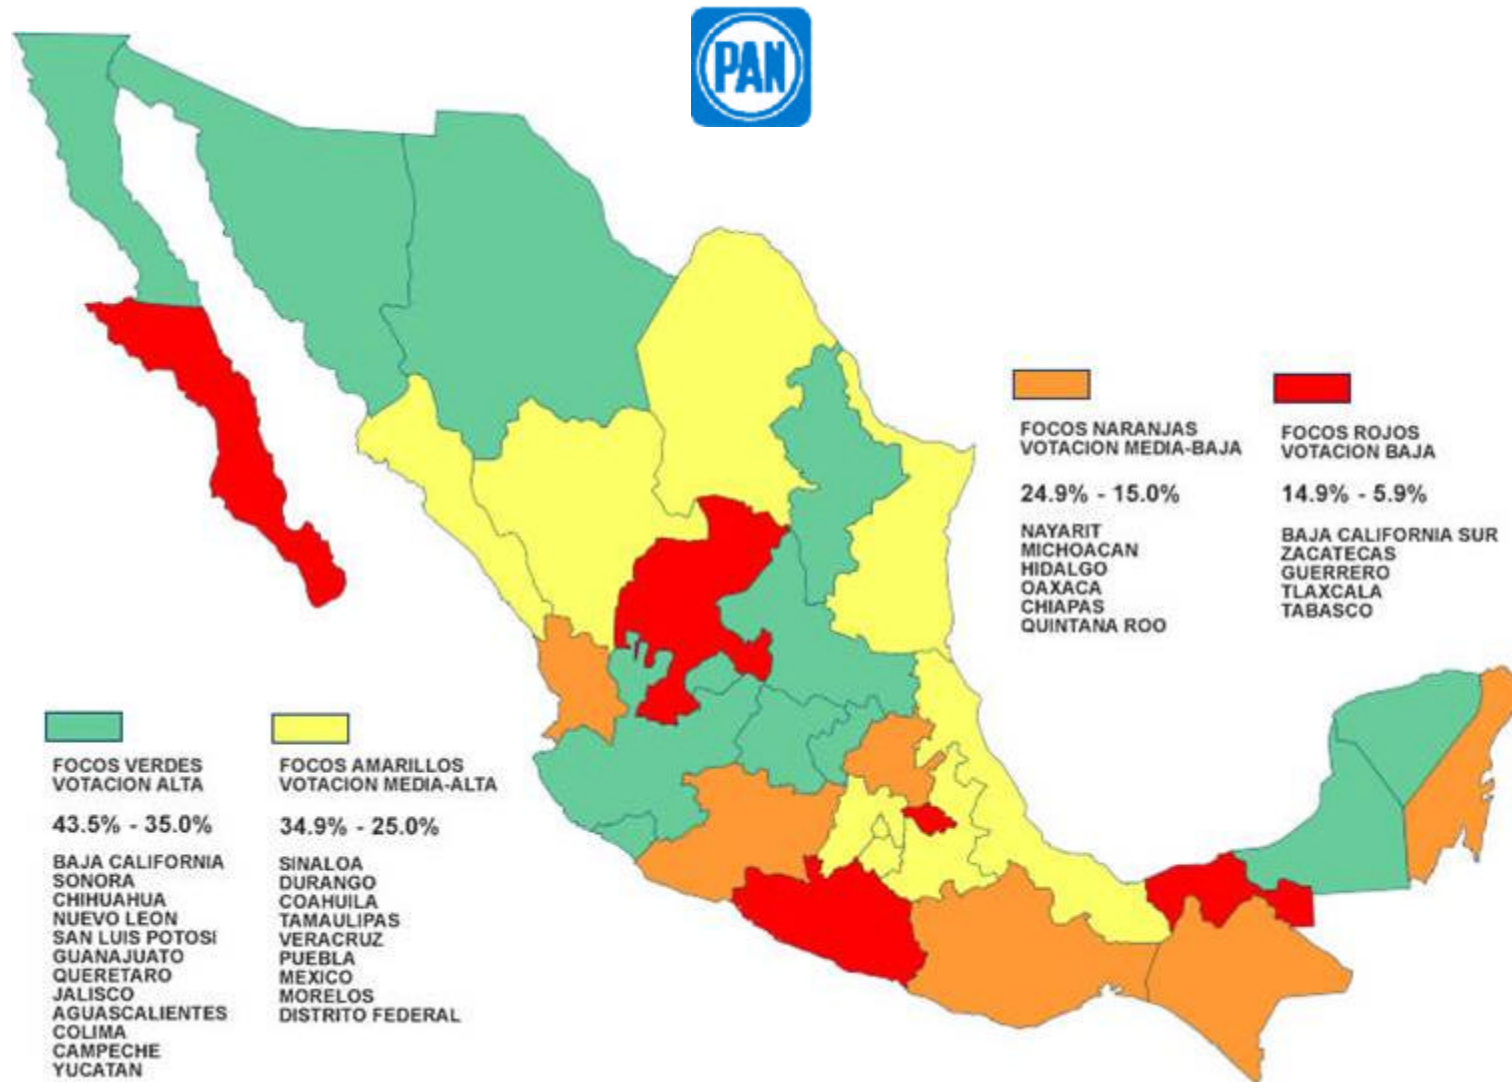 PAN
FOCOS NARANJAS
VOTACION MEDIA-BAJA
24.9% - 15.0%
NAYARIT
MICHOACAN
HIDALGO
OAXACA
CHIAPAS
QUINTANA ROO
FOCOS ROJOS
VOTACION BAJA
14.9% - 5.9%
BAJA CALIFORNIA SUR
ZACATECAS
GUERRERO
TLAXCALA
TABASCO
FOCOS VERDES
VOTACION ALTA
43.5% - 35.0%
BAJA CALIFORNIA
SONORA
CHIHUAHUA
NUEVO LEON
SAN LUIS POTOSI
GUANAJUATO
QUERETARO
JALISCO
AGUASCALIENTES
COLIMA
CAMPECHE
YUCATAN
FOCOS AMARILLOS
VOTACION MEDIA-ALTA
34.9% - 25.0%
SINALOA
DURANGO
COAHUILA
TAMAULIPAS
VERACRUZ
PUEBLA
MEXICO
MORELOS
DISTRITO FEDERAL